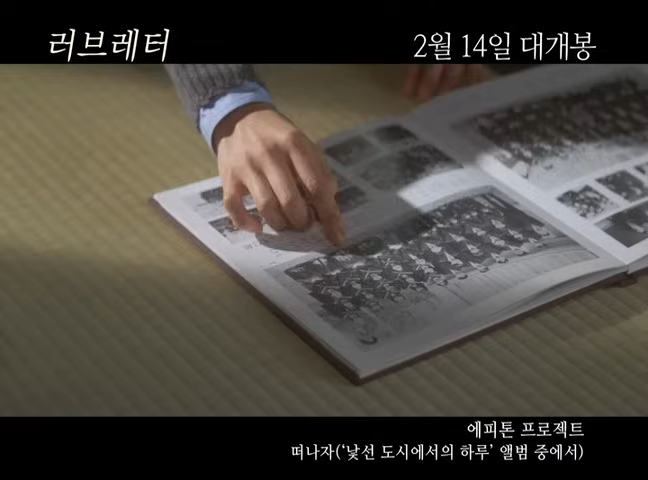 러브레터
2월 14일 대개봉
에피톤 프로젝트
떠나자(‘낯선 도시에서의 하루’ 앨범 중에서)